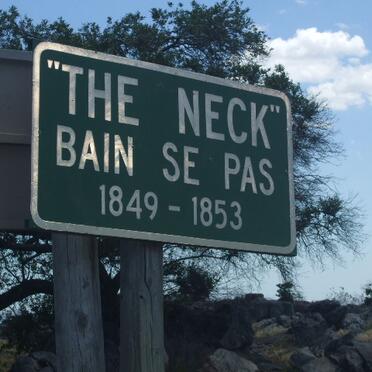 "THE NECK"
BAIN SE PAS
1849 - 1853